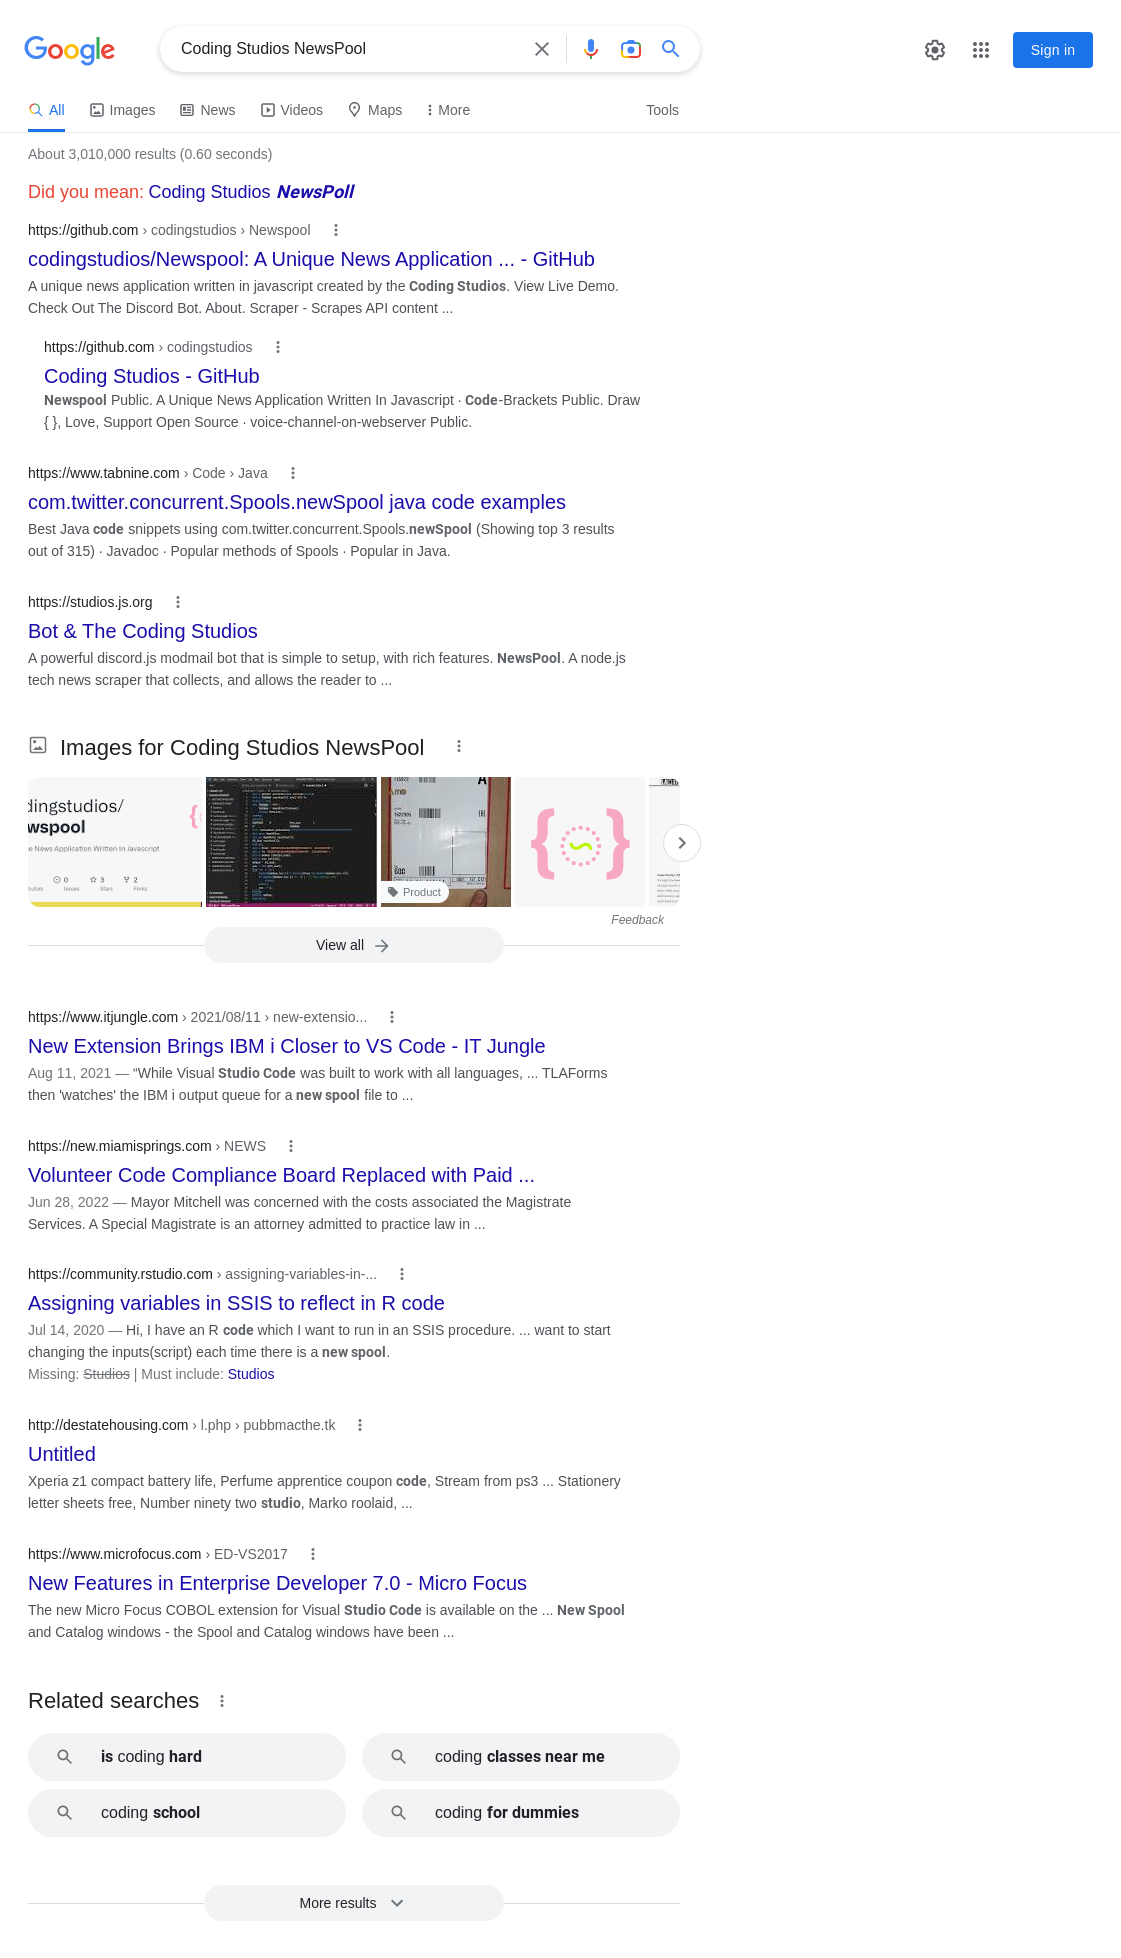 Google
Coding Studios NewsPool
Sign in
All Images News Videos Maps More Tools
About 3,010,000 results (0.60 seconds)
Did you mean: Coding Studios NewsPoll
https://github.com › codingstudios › Newspool
codingstudios/Newspool: A Unique News Application ... - GitHub
A unique news application written in javascript created by the Coding Studios. View Live Demo.
Check Out The Discord Bot. About. Scraper - Scrapes API content ...
https://github.com › codingstudios
Coding Studios - GitHub
Newspool Public. A Unique News Application Written In Javascript · Code-Brackets Public. Draw
{ }, Love, Support Open Source · voice-channel-on-webserver Public.
https://www.tabnine.com › Code › Java
com.twitter.concurrent.Spools.newSpool java code examples
Best Java code snippets using com.twitter.concurrent.Spools.newSpool (Showing top 3 results
out of 315) · Javadoc · Popular methods of Spools · Popular in Java.
https://studios.js.org
Bot & The Coding Studios
A powerful discord.js modmail bot that is simple to setup, with rich features. NewsPool. A node.js
tech news scraper that collects, and allows the reader to ...
Images for Coding Studios NewsPool
dingstudios/
wspool
e News Application Written In Javascript
0 3 2
butors Issues Stars Forks
1622906
600
Product
Feedback
View all
https://www.itjungle.com › 2021/08/11 › new-extensio...
New Extension Brings IBM i Closer to VS Code - IT Jungle
Aug 11, 2021 — “While Visual Studio Code was built to work with all languages, ... TLAForms
then 'watches' the IBM i output queue for a new spool file to ...
https://new.miamisprings.com › NEWS
Volunteer Code Compliance Board Replaced with Paid ...
Jun 28, 2022 — Mayor Mitchell was concerned with the costs associated the Magistrate
Services. A Special Magistrate is an attorney admitted to practice law in ...
https://community.rstudio.com › assigning-variables-in-...
Assigning variables in SSIS to reflect in R code
Jul 14, 2020 — Hi, I have an R code which I want to run in an SSIS procedure. ... want to start
changing the inputs(script) each time there is a new spool.
Missing: Studios | Must include: Studios
http://destatehousing.com › l.php › pubbmacthe.tk
Untitled
Xperia z1 compact battery life, Perfume apprentice coupon code, Stream from ps3 ... Stationery
letter sheets free, Number ninety two studio, Marko roolaid, ...
https://www.microfocus.com › ED-VS2017
New Features in Enterprise Developer 7.0 - Micro Focus
The new Micro Focus COBOL extension for Visual Studio Code is available on the ... New Spool
and Catalog windows - the Spool and Catalog windows have been ...
Related searches
is coding hard
coding classes near me
coding school
coding for dummies
More results